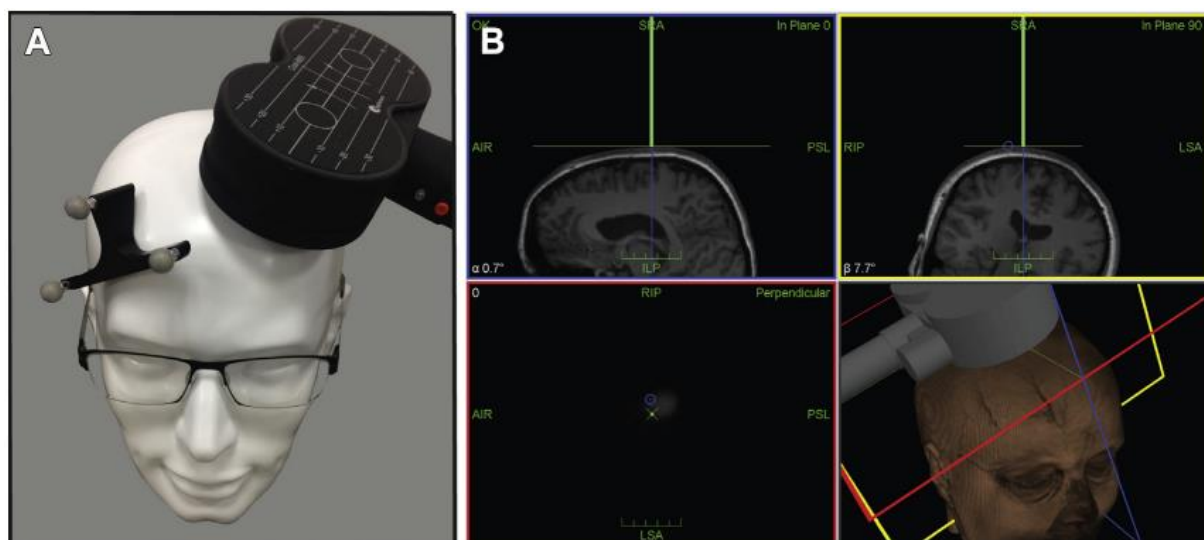 A
B
OK
SRA
In Plane 0
AIR
PSL
α 0.7°
ILP
SRA
In Plane 90
RIP
LSA
β 7.7°
ILP
0
RIP
Perpendicular
AIR
PSL
LSA